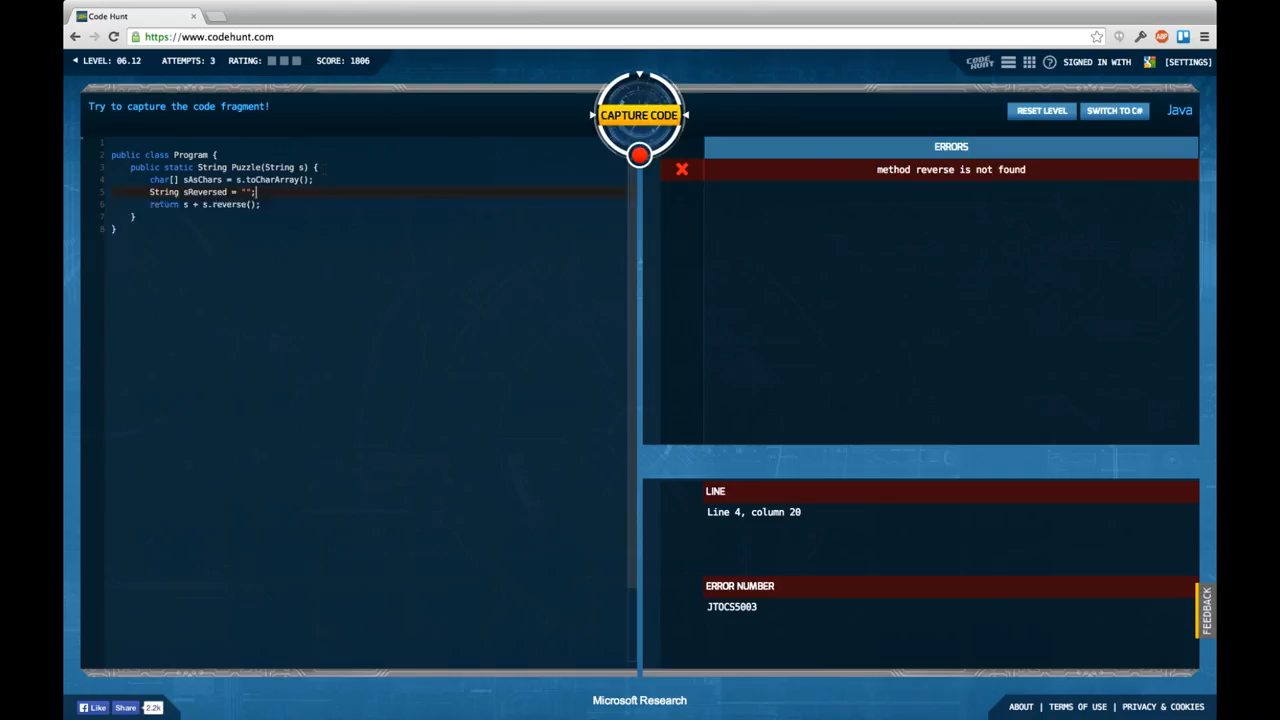 Code Hunt
https://www.codehunt.com
LEVEL: 06.12 ATTEMPTS: 3 RATING: SCORE: 1806
CODE HUNT
SIGNED IN WITH [SETTINGS]
Try to capture the code fragment!
CAPTURE CODE
RESET LEVEL SWITCH TO C# Java
1
2 public class Program {
3 public static String Puzzle(String s) {
4 char[] sAsChars = s.toCharArray();
5 String sReversed = "";
6 return s + s.reverse();
7 }
8 }
ERRORS
method reverse is not found
LINE
Line 4, column 20
ERROR NUMBER
JTOCS5003
FEEDBACK
Like Share 2.2k
Microsoft Research
ABOUT | TERMS OF USE | PRIVACY & COOKIES
ABP